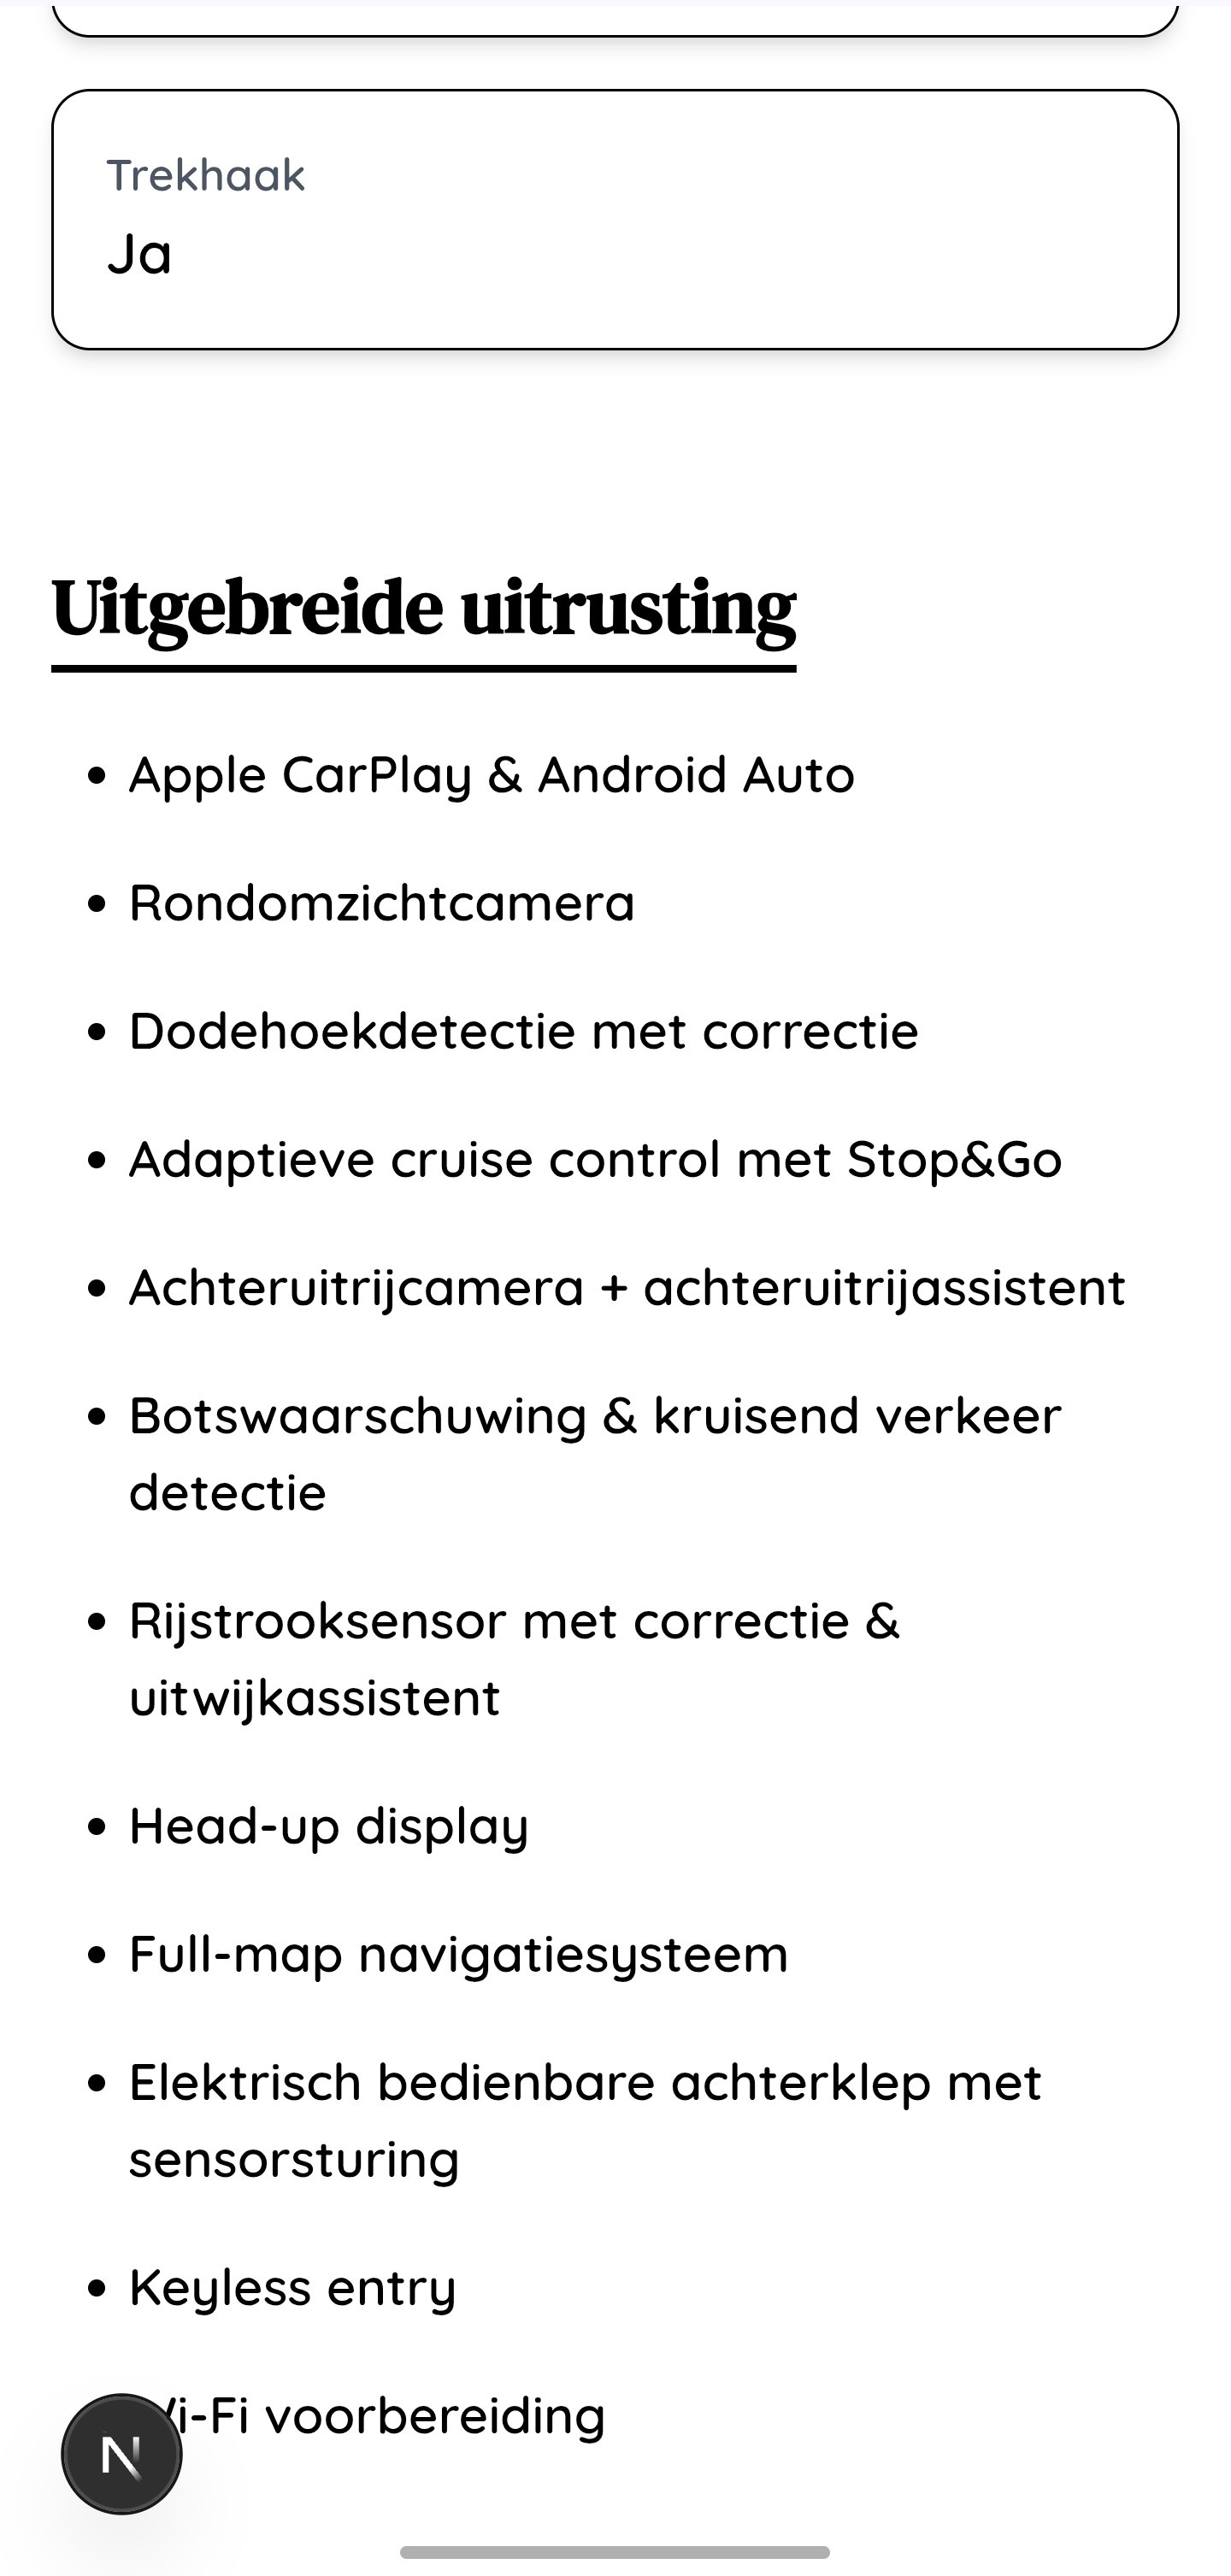 Trekhaak
Ja
Uitgebreide uitrusting
• Apple CarPlay & Android Auto
• Rondomzichtcamera
• Dodehoekdetectie met correctie
• Adaptieve cruise control met Stop&Go
• Achteruitrijcamera + achteruitrijassistent
• Botswaarschuwing & kruisend verkeer
detectie
• Rijstrooksensor met correctie &
uitwijkassistent
• Head-up display
• Full-map navigatiesysteem
• Elektrisch bedienbare achterklep met
sensorsturing
• Keyless entry
i-Fi voorbereiding
N